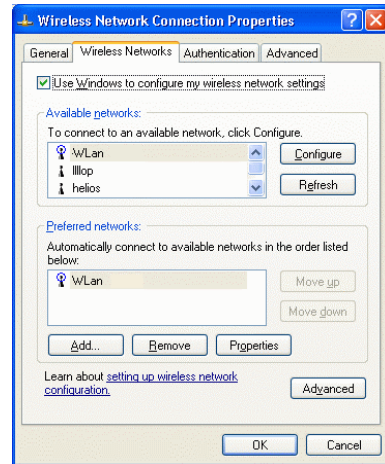 Wireless Network Connection Properties
General Wireless Networks Authentication Advanced
Use Windows to configure my wireless network settings
Available networks:
To connect to an available network, click Configure.
WLan
llllop
helios
Configure
Refresh
Preferred networks:
Automatically connect to available networks in the order listed
below:
WLan
Move up
Move down
Add... Remove Properties
Learn about setting up wireless network
configuration.
Advanced
OK Cancel